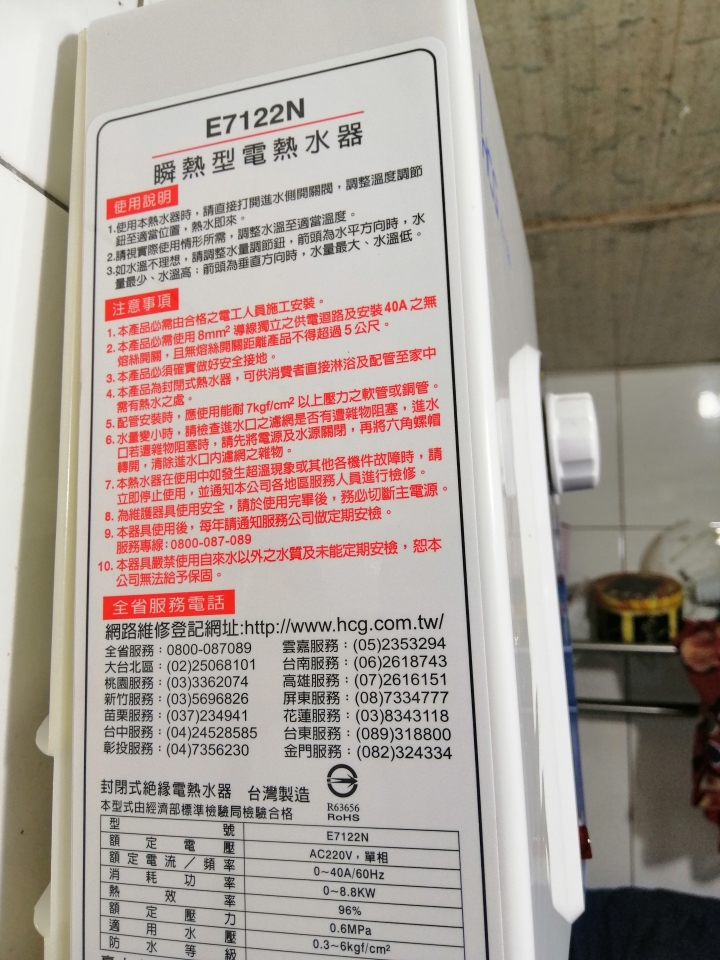 E7122N
瞬熱型電熱水器
使用說明
1.使用本熱水器時，請直接打開進水側開關閥，調整溫度調節
鈕至適當位置，熱水即來。
2.請視實際使用情形所需，調整水溫至適當溫度。
3.如水溫不理想，請調整水量調節鈕，前頭為水平方向時，水
量最少、水溫高；前頭為垂直方向時，水量最大、水溫低。
注意事項
1. 本產品必需由合格之電工人員施工安裝。
2. 本產品必需使用 8mm² 導線獨立之供電迴路及安裝 40A 之無
熔絲開關，且無熔絲開關距離產品不得超過 5 公尺。
3. 本產品必須確實做好安全接地。
4. 本產品為封閉式熱水器，可供消費者直接淋浴及配管至家中
需有熱水之處。
5. 配管安裝時，應使用能耐 7kgf/cm² 以上壓力之軟管或銅管。
6. 水量變小時，請檢查進水口之濾網是否有遭雜物阻塞，進水
口若遭雜物阻塞時，請先將電源及水源關閉，再將六角螺帽
轉開，清除進水口內濾網之雜物。
7. 本熱水器在使用中如發生超溫現象或其他各機件故障時，請
立即停止使用，並通知本公司各地區服務人員進行檢修。
8. 為維護器具使用安全，請於使用完畢後，務必切斷主電源。
9. 本器具使用後，每年請通知服務公司做定期安檢。
服務專線：0800-087-089
10. 本器具嚴禁使用自來水以外之水質及未能定期安檢，恕本
公司無法給予保固。
全省服務電話
網路維修登記網址:http://www.hcg.com.tw/
全省服務：0800-087089 雲嘉服務：(05)2353294
大台北區：(02)25068101 台南服務：(06)2618743
桃園服務：(03)3362074 高雄服務：(07)2616151
新竹服務：(03)5696826 屏東服務：(08)7334777
苗栗服務：(037)234941 花蓮服務：(03)8343118
台中服務：(04)24528585 台東服務：(089)318800
彰投服務：(04)7356230 金門服務：(082)324334
封閉式絕緣電熱水器 台灣製造
本型式由經濟部標準檢驗局檢驗合格
R63656
RoHS
型號 E7122N
額定電壓 AC220V，單相
額定電流／頻率 0~40A/60Hz
消耗功率 0~8.8KW
熱效率 96%
額定壓力 0.6MPa
適用水壓 0.3~6kgf/cm²
防水等級